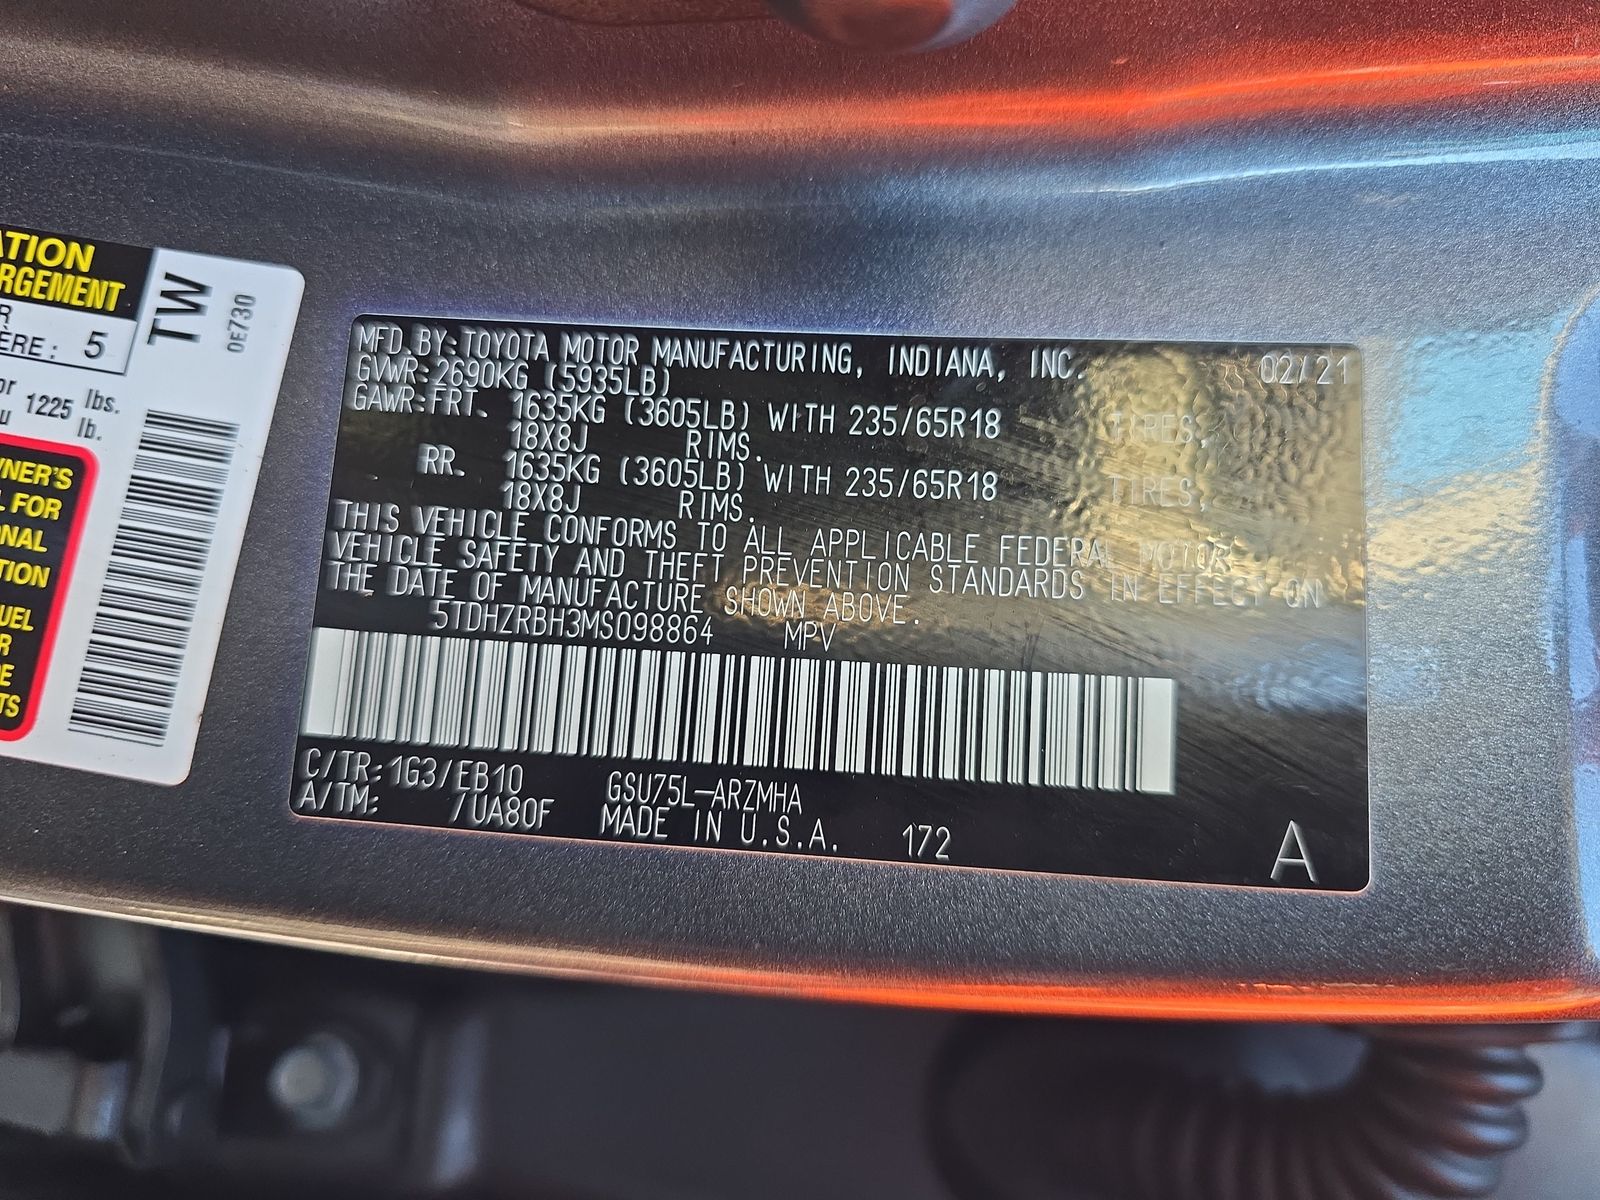 ATION
RGEMENT
R
ÈRE: 5
or
u 1225 lbs.
lb.
WNER'S
L FOR
ONAL
TION
UEL
R
E
TS
TW
0E730
MFD BY:TOYOTA MOTOR MANUFACTURING, INDIANA, INC. 02/21
GVWR:2690KG (5935LB)
GAWR:FRT. 1635KG (3605LB) WITH 235/65R18 TIRES,
18X8J RIMS.
RR. 1635KG (3605LB) WITH 235/65R18 TIRES,
18X8J RIMS.
THIS VEHICLE CONFORMS TO ALL APPLICABLE FEDERAL MOTOR
VEHICLE SAFETY AND THEFT PREVENTION STANDARDS IN EFFECT ON
THE DATE OF MANUFACTURE SHOWN ABOVE.
5TDHZRBH3MS098864 MPV
C/TR:1G3/EB10 GSU75L-ARZMHA
A/TM: /UA80F MADE IN U.S.A. 172
A